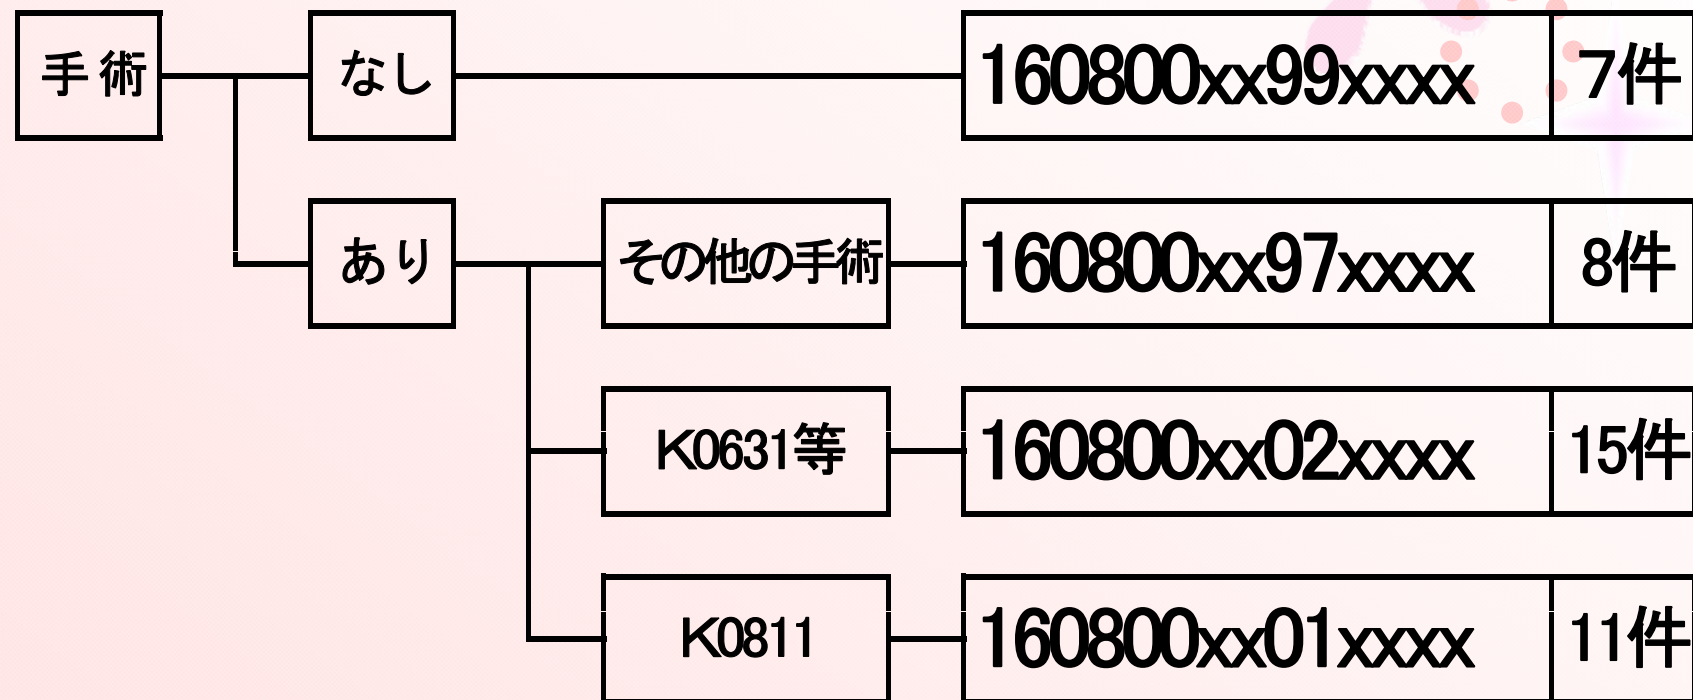 手術 なし 160800xx99xxxx 7件
あり その他の手術 160800xx97xxxx 8件
K0631等 160800xx02xxxx 15件
K0811 160800xx01xxxx 11件